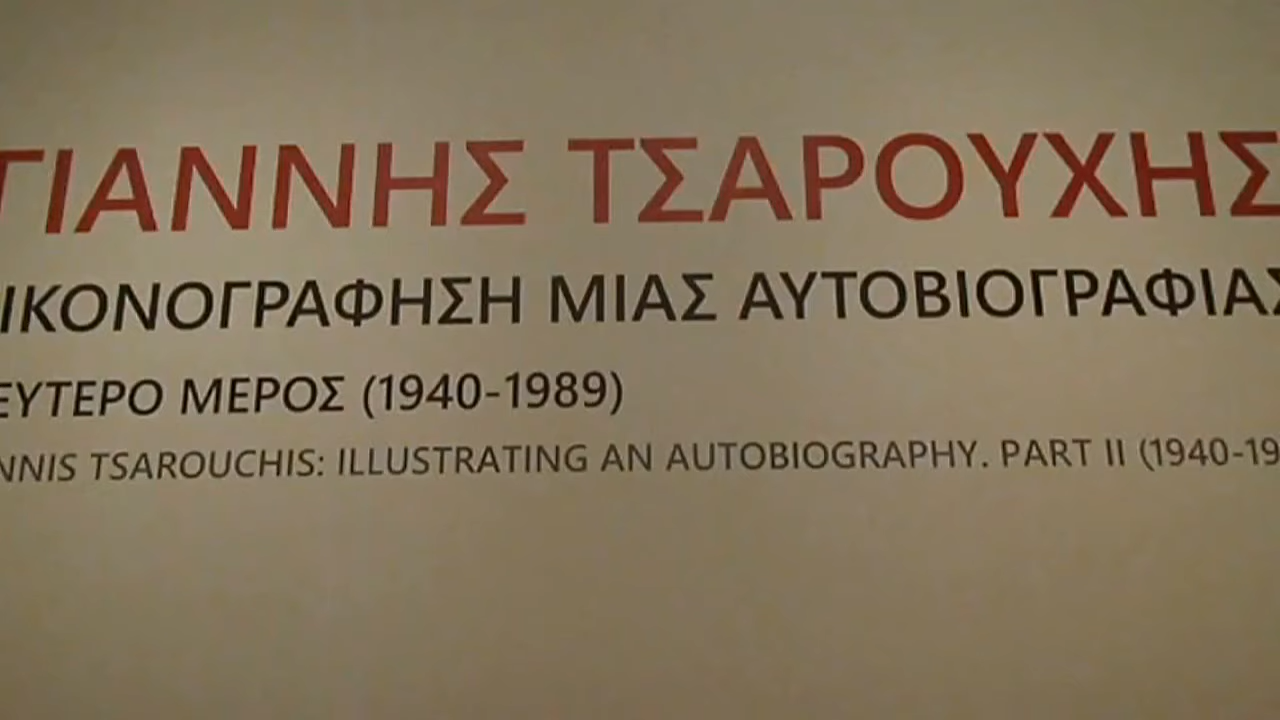 ΓΙΑΝΝΗΣ ΤΣΑΡΟΥΧΗΣ
ΙΚΟΝΟΓΡΑΦΗΣΗ ΜΙΑΣ ΑΥΤΟΒΙΟΓΡΑΦΙΑΣ
ΕΥΤΕΡΟ ΜΕΡΟΣ (1940-1989)
NNIS TSAROUCHIS: ILLUSTRATING AN AUTOBIOGRAPHY. PART II (1940-19